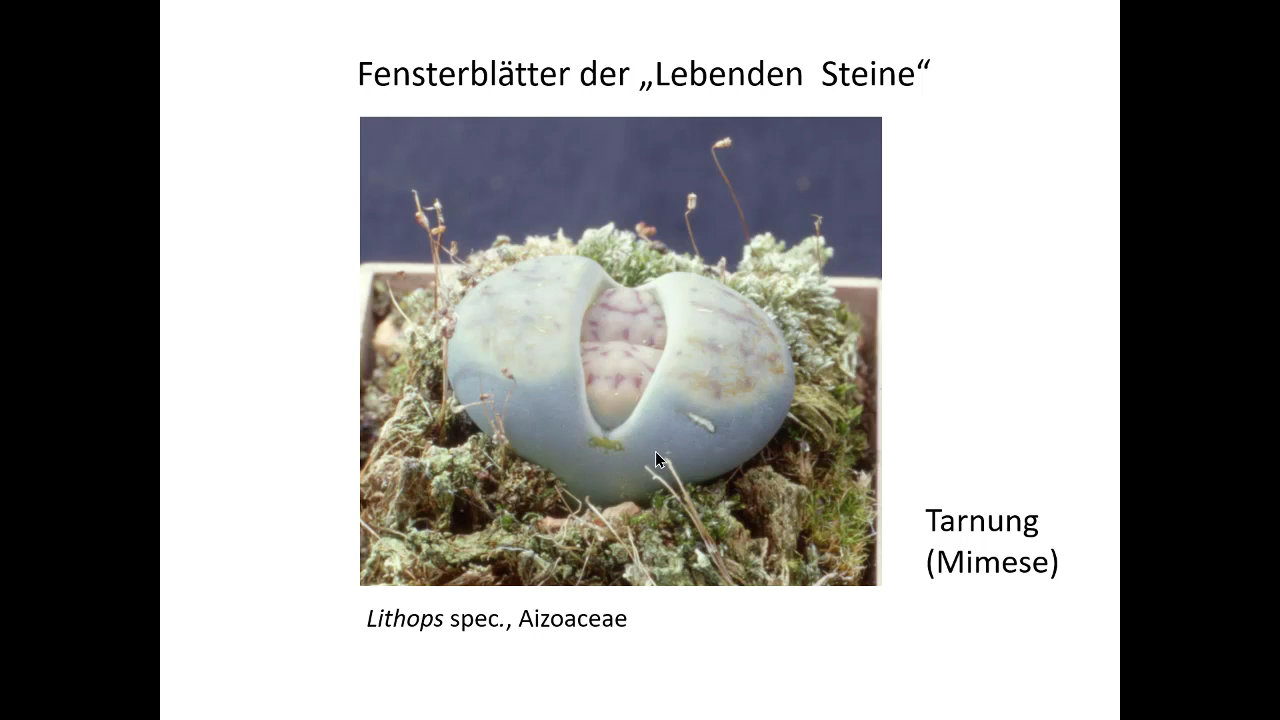 Fensterblätter der „Lebenden Steine“
Tarnung
(Mimese)
Lithops spec., Aizoaceae